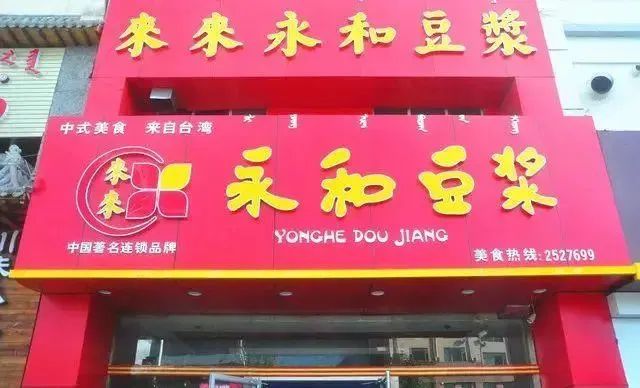 來來永和豆漿
中式美食 来自台湾
來來
永和豆漿
YONGHE DOU JIANG
中国著名连锁品牌
美食热线:2527699